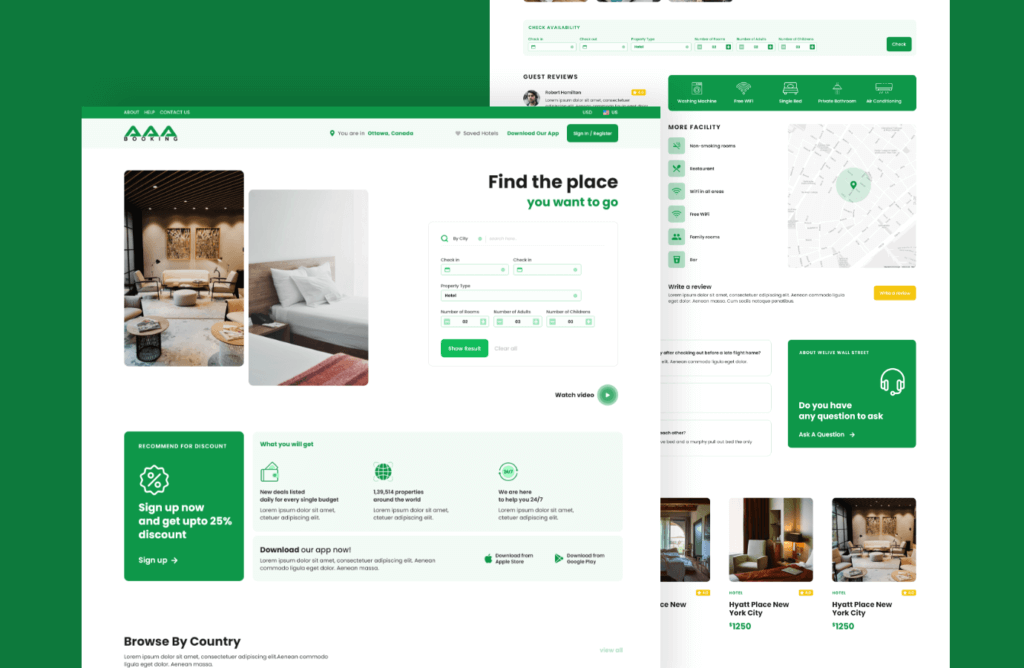 CHECK AVAILABILITY
Check in
Check out
Property Type
Number of Rooms
Number of Adults
Number of Childrens
Hotel
03
03
03
Check
GUEST REVIEWS
Robert Hamilton
Lorem ipsum dolor sit amet, consectetuer
Washing Machine
Free WiFi
Single Bed
Private Bathroom
Air Conditioning
MORE FACILITY
Non-smoking rooms
Restaurant
WiFi in all areas
Free WiFi
Family rooms
Bar
Write a review
Lorem ipsum dolor sit amet, consectetuer adipiscing elit. Aenean commodo ligula
eget dolor. Aenean massa. Cum sociis natoque penatibus.
Write a review
y after checking out before a late flight home?
elit. Aenean commodo ligula eget dolor
each other?
e bed and a murphy pull out bed the only
ABOUT WELIVE WALL STREET
Do you have
any question to ask
Ask A Question
ce New
HOTEL
Hyatt Place New
York City
$1250
HOTEL
Hyatt Place New
York City
$1250
ABOUT HELP CONTACT US
USD
US
AAA
BOOKING
You are in Ottawa, Canada
Saved Hotels
Download Our App
Sign in / Register
Find the place
you want to go
By City
Check in
Check in
Property Type
Hotel
Number of Rooms
Number of Adults
Number of Childrens
03
03
03
Show Result
Clear all
Watch video
RECOMMEND FOR DISCOUNT
Sign up now
and get upto 25%
discount
Sign up
What you will get
New deals listed
daily for every single budget
Lorem ipsum dolor sit amet,
ctetuer adipiscing elit.
1,29,514 properties
around the world
Lorem ipsum dolor sit amet,
ctetuer adipiscing elit.
24/7
We are here
to help you 24/7
Lorem ipsum dolor sit amet,
ctetuer adipiscing elit.
Download our app now!
Lorem ipsum dolor sit amet, consectetuer adipiscing elit. Aenean
commodo ligula eget dolor. Aenean massa.
Download from
Apple Store
Download from
Google Play
Browse By Country
Lorem ipsum dolor sit amet, consectetuer adipiscing elit.Aenean commodo
ligula eget dolor. Aenean massa.
view all